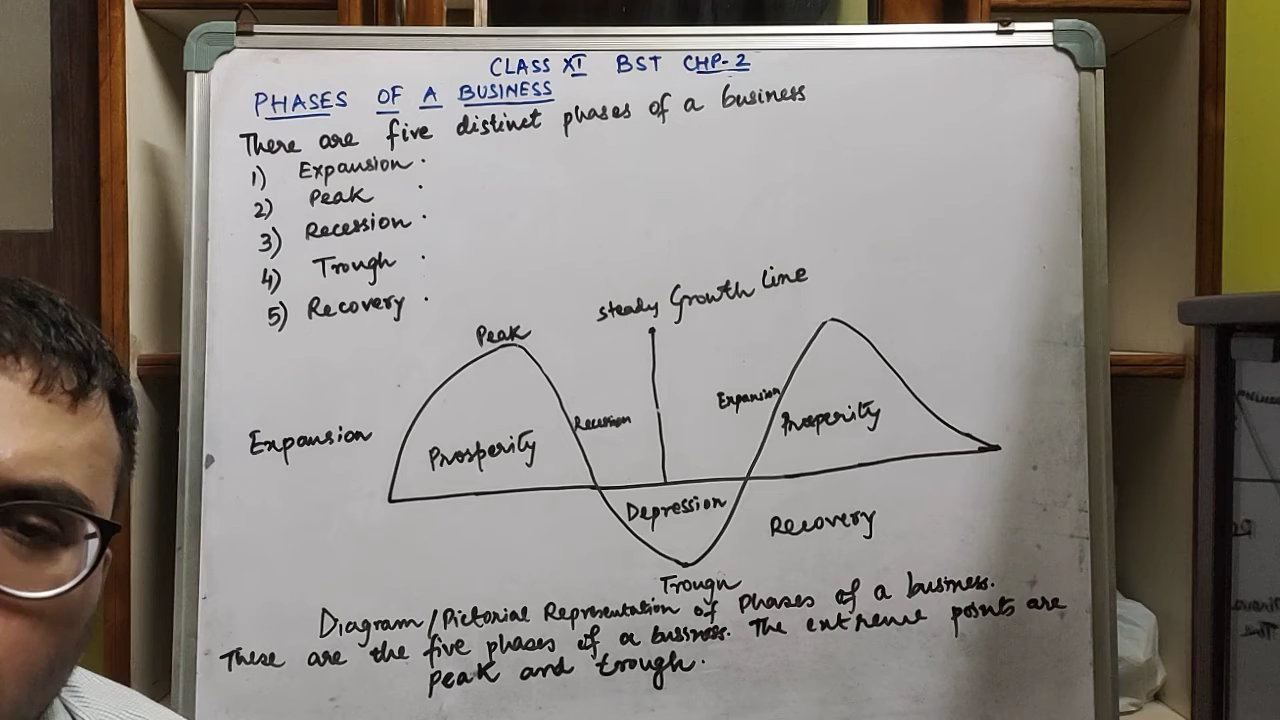 CLASS XI BST CHP-2
PHASES OF A BUSINESS
There are five distinct phases of a business
1) Expansion.
2) Peak .
3) Recession.
4) Trough .
5) Recovery .
steady Growth Line
Peak
Expansion
Recession
Expansion
Prosperity
Prosperity
Depression
Recovery
Trough
Diagram/Pictorial Representation of Phases of a business.
These are the five phases of a business. The extreme points are
peak and trough.